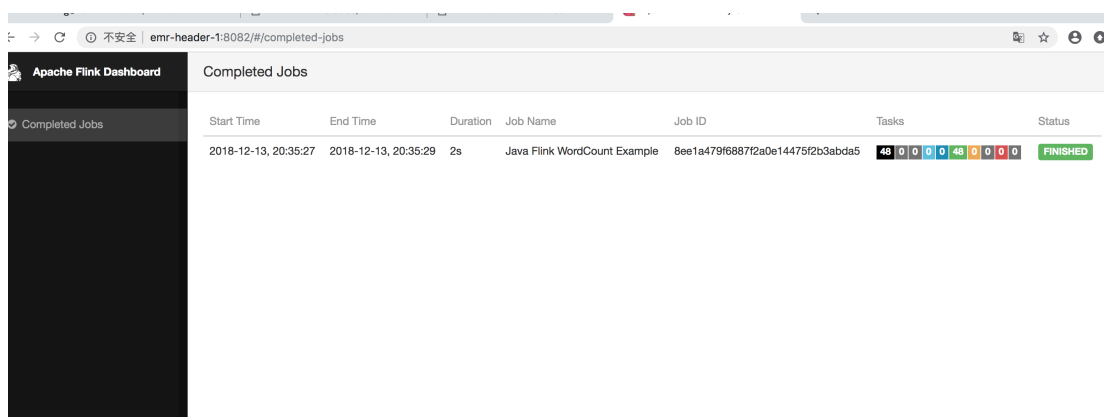 不安全 emr-header-1:8082/#/completed-jobs
Apache Flink Dashboard
Completed Jobs
Completed Jobs
Start Time End Time Duration Job Name Job ID Tasks Status
2018-12-13, 20:35:27 2018-12-13, 20:35:29 2s Java Flink WordCount Example 8ee1a479f6887f2a0e14475f2b3abda5 48 0 0 0 0 48 0 0 0 0 FINISHED